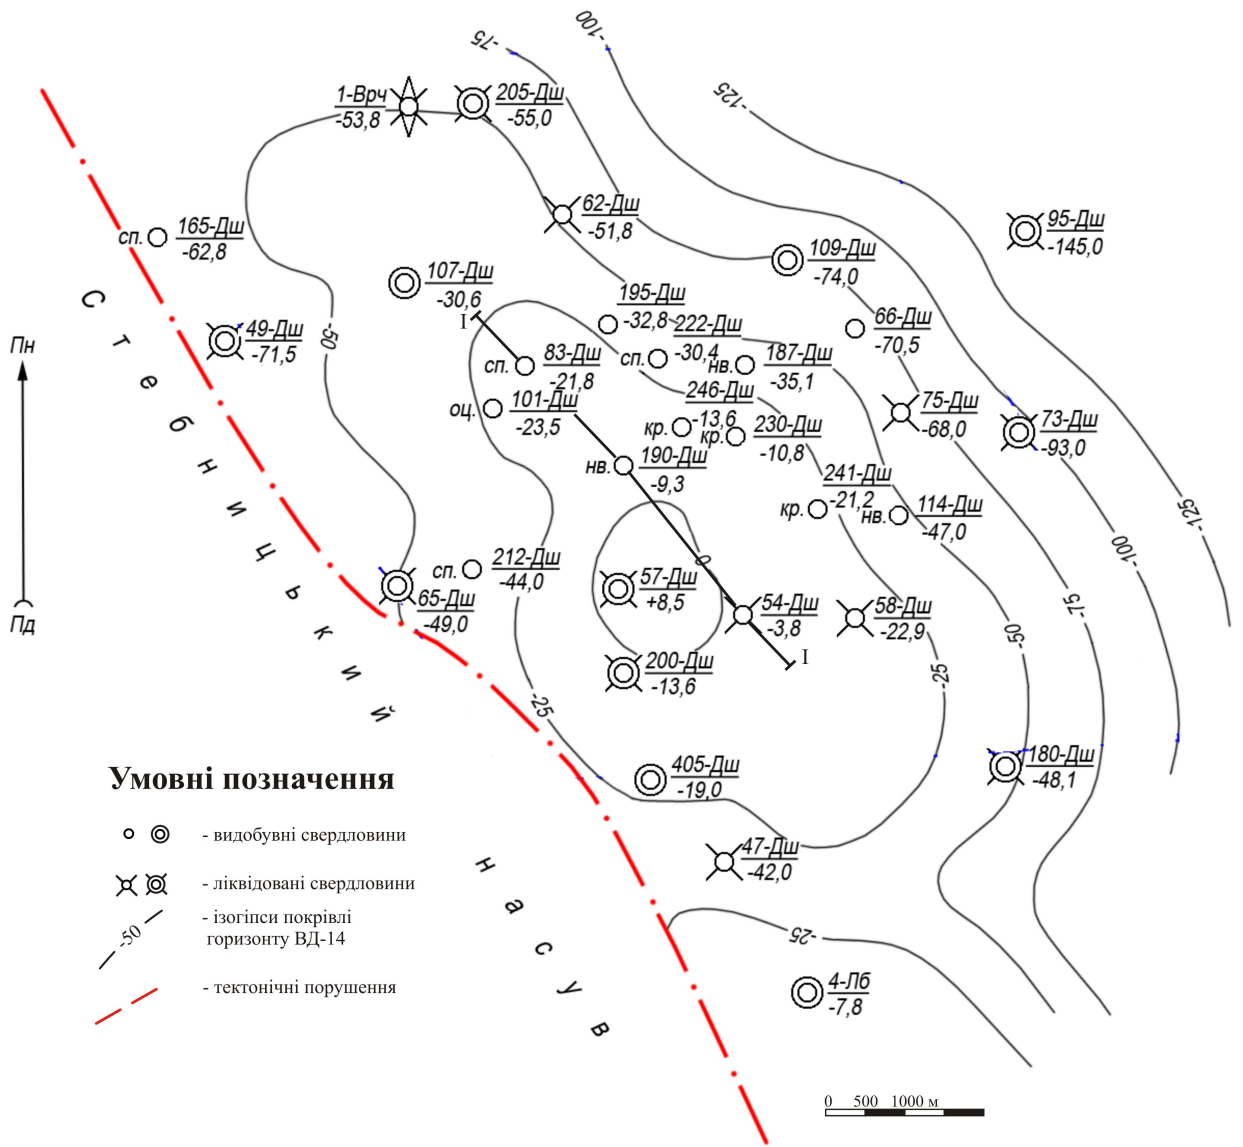 -75
-100
-125
1-Врч
-53,8
205-Дш
-55,0
62-Дш
-51,8
95-Дш
-145,0
сп.
165-Дш
-62,8
109-Дш
-74,0
107-Дш
-30,6
195-Дш
-32,8
66-Дш
-70,5
49-Дш
-71,5
-50
I
222-Дш
-30,4
сп.
187-Дш
-35,1
нв.
83-Дш
-21,8
сп.
Пн
Пд
246-Дш
-13,6
кр.
101-Дш
-23,5
оц.
75-Дш
-68,0
73-Дш
-93,0
230-Дш
-10,8
кр.
190-Дш
-9,3
нв.
241-Дш
-21,2
кр.
114-Дш
-47,0
нв.
-125
-100
212-Дш
-44,0
сп.
0
57-Дш
+8,5
65-Дш
-49,0
54-Дш
-3,8
58-Дш
-22,9
-75
-50
I
200-Дш
-13,6
-25
-25
Стебницький насув
405-Дш
-19,0
180-Дш
-48,1
47-Дш
-42,0
-25
4-Лб
-7,8
Умовні позначення
- видобувні свердловини
- ліквідовані свердловини
-50
- ізогіпси покрівлі
горизонту ВД-14
- тектонічні порушення
0 500 1000 м